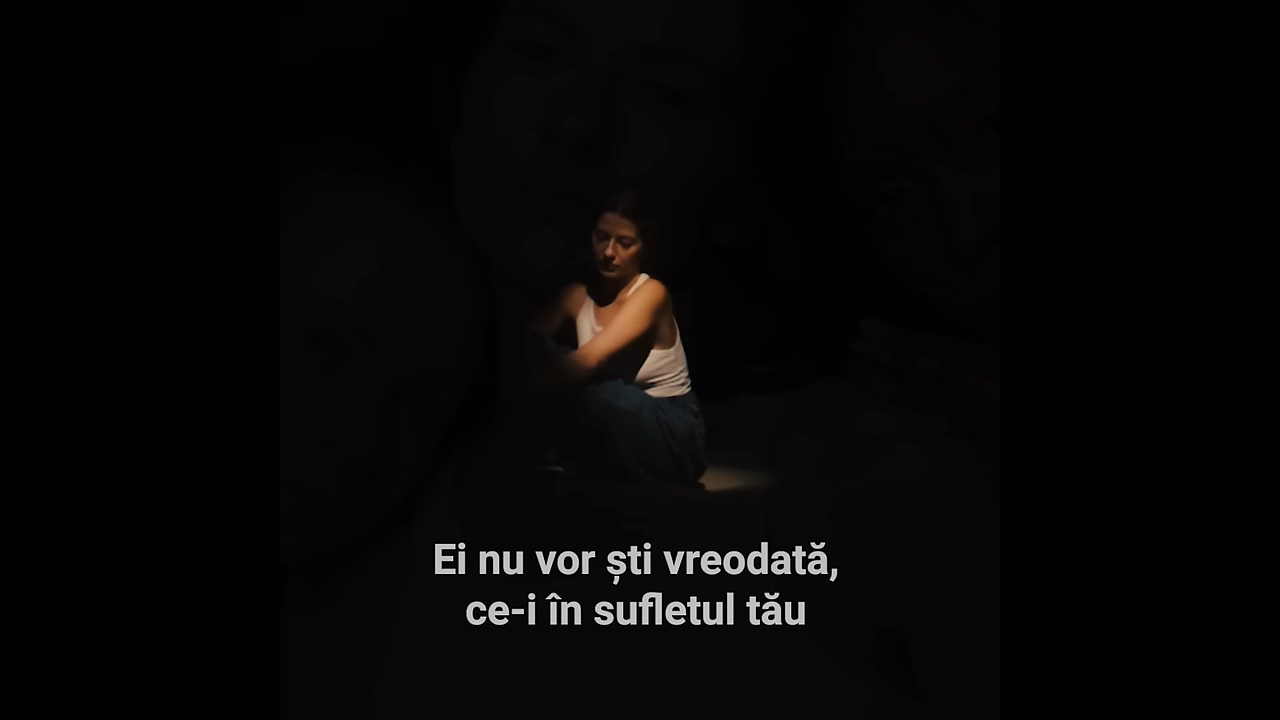 Ei nu vor ști vreodată,
ce-i în sufletul tău